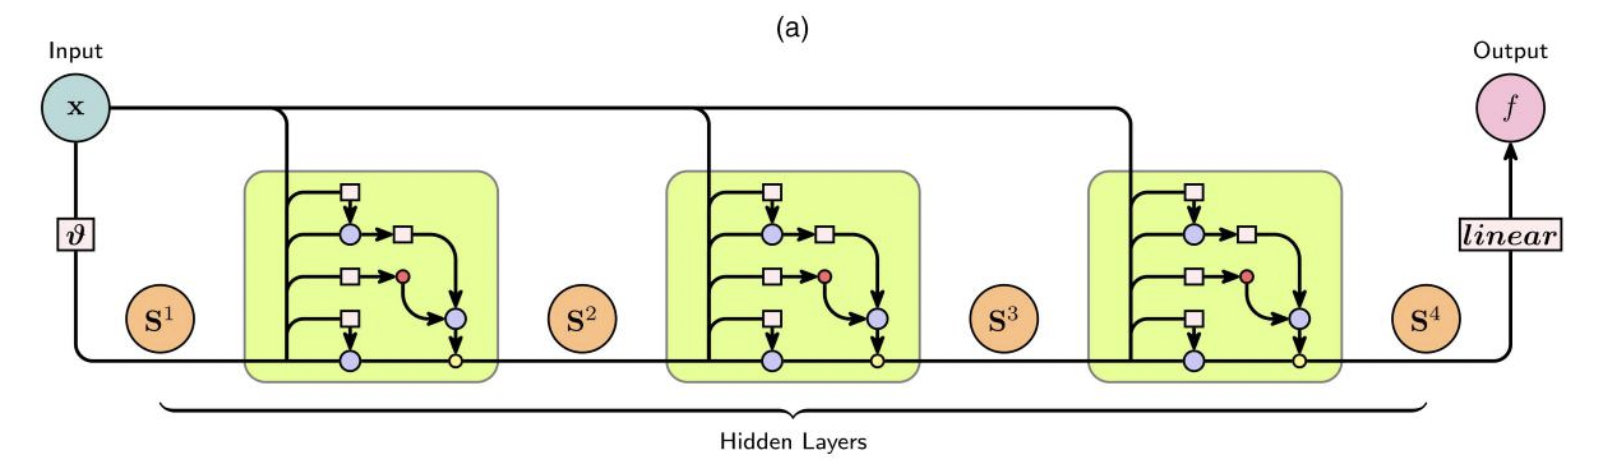 (a)
Input
Output
x
f
ϑ
linear
S¹
S²
S³
S⁴
Hidden Layers